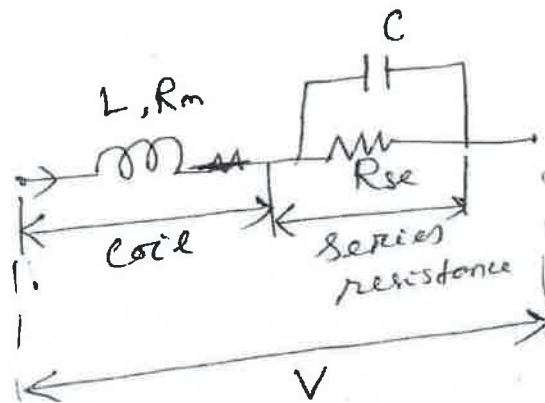 C
L, Rm
Rse
coil
series
resistance
V